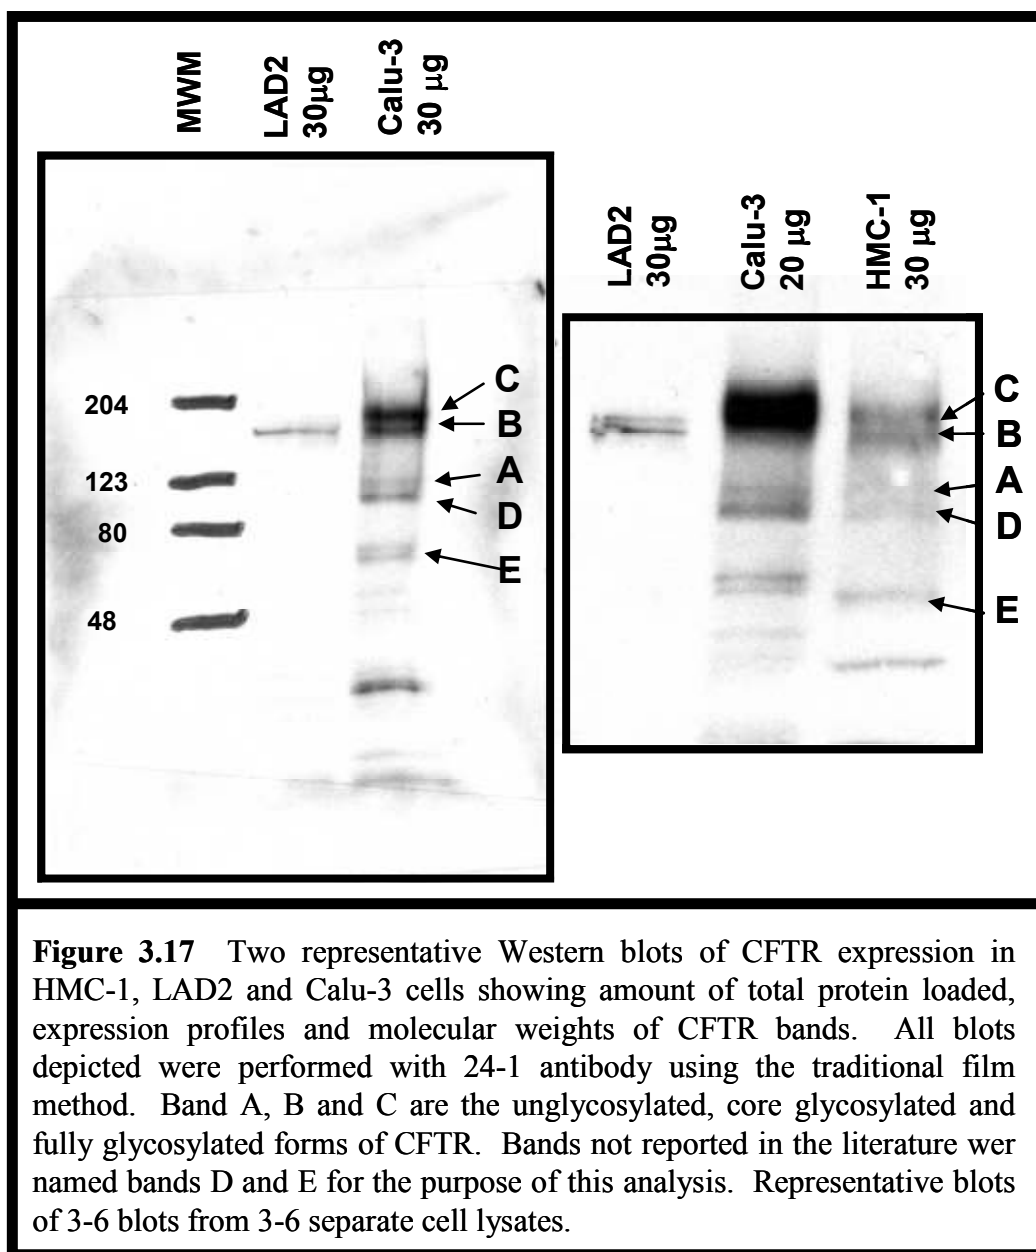 MWM
LAD2
30µg
Calu-3
30 µg
LAD2
30µg
Calu-3
20 µg
HMC-1
30 µg
204
123
80
48
C
B
A
D
E
C
B
A
D
E
Figure 3.17 Two representative Western blots of CFTR expression in
HMC-1, LAD2 and Calu-3 cells showing amount of total protein loaded,
expression profiles and molecular weights of CFTR bands. All blots
depicted were performed with 24-1 antibody using the traditional film
method. Band A, B and C are the unglycosylated, core glycosylated and
fully glycosylated forms of CFTR. Bands not reported in the literature wer
named bands D and E for the purpose of this analysis. Representative blots
of 3-6 blots from 3-6 separate cell lysates.